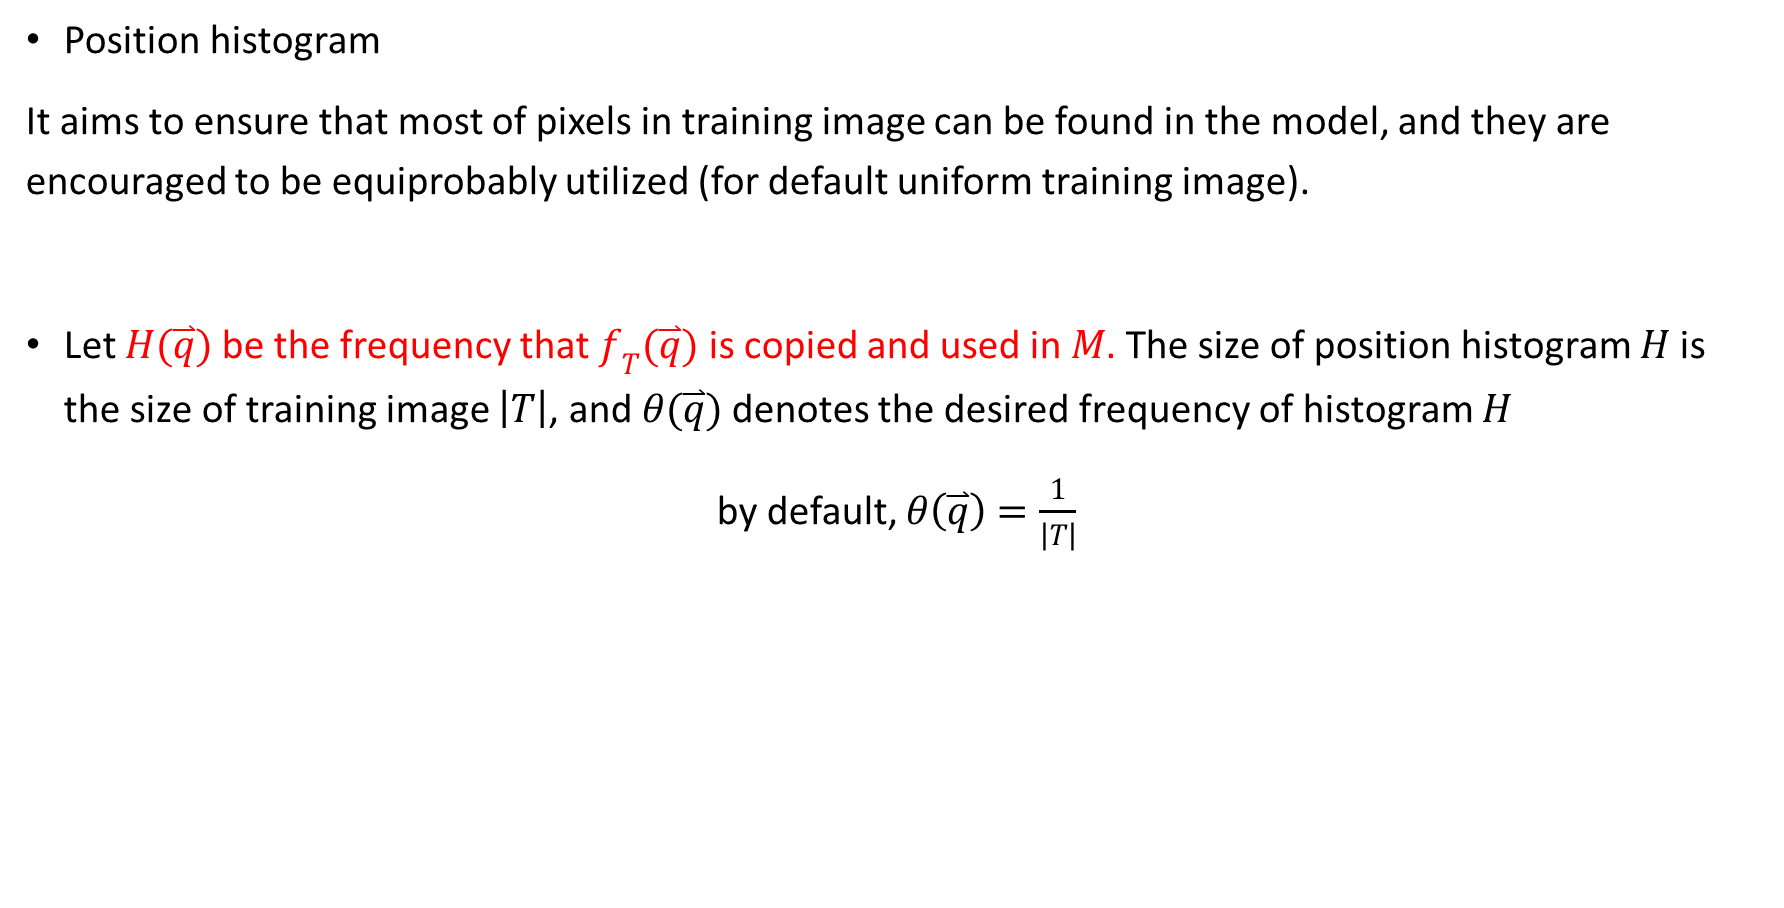 • Position histogram
It aims to ensure that most of pixels in training image can be found in the model, and they are
encouraged to be equiprobably utilized (for default uniform training image).
• Let H(q⃗) be the frequency that f_T(q⃗) is copied and used in M. The size of position histogram H is
the size of training image |T|, and θ(q⃗) denotes the desired frequency of histogram H
by default, θ(q⃗) = 1/|T|